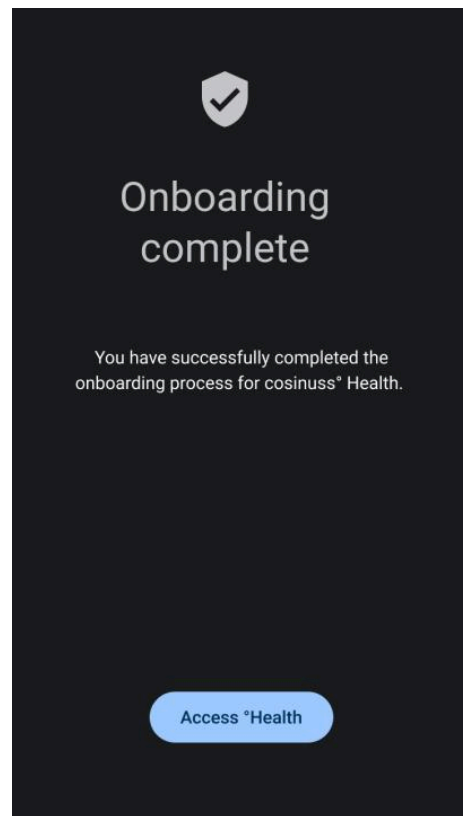 Onboarding
complete
You have successfully completed the
onboarding process for cosinuss° Health.
Access °Health